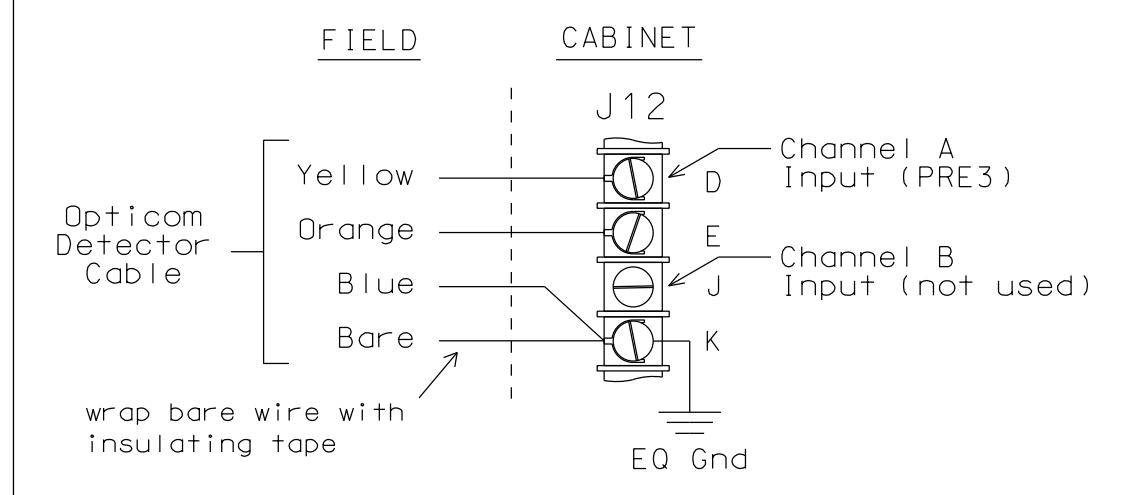 FIELD
CABINET
J12
Opticom
Detector
Cable
Yellow
Orange
Blue
Bare
D
E
J
K
Channel A
Input (PRE3)
Channel B
Input (not used)
wrap bare wire with
insulating tape
EQ Gnd